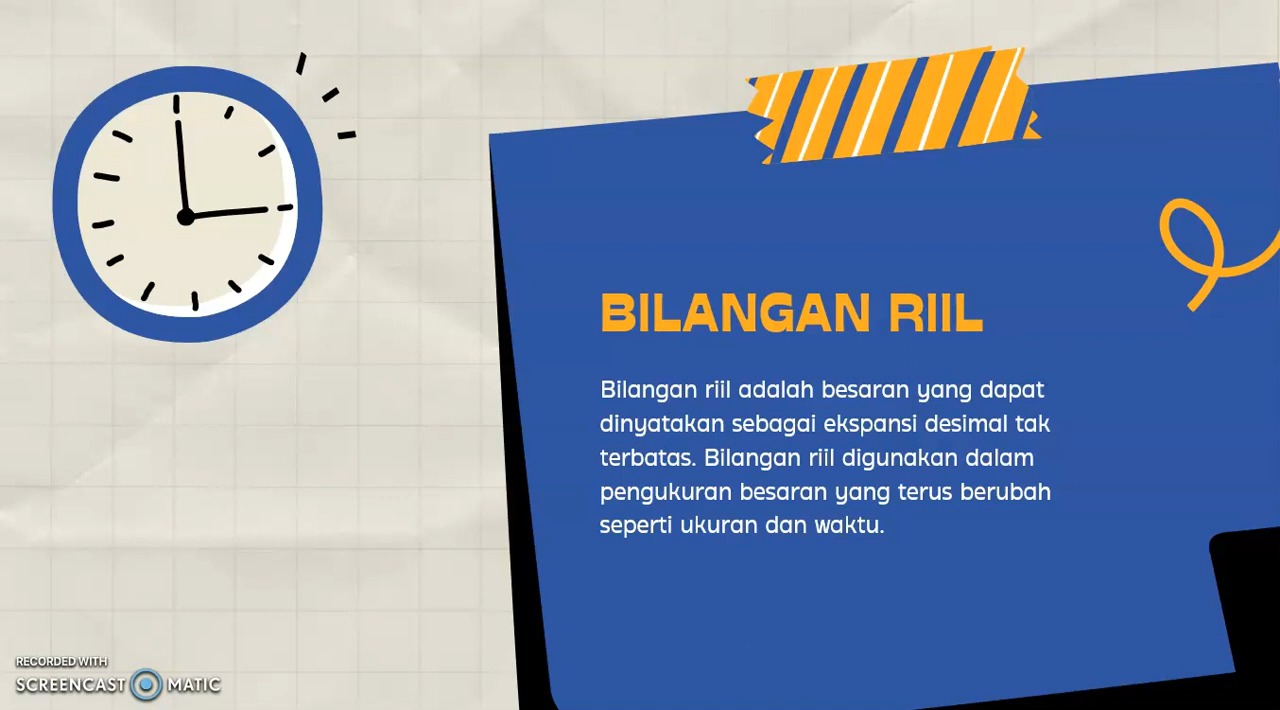 BILANGAN RIIL
Bilangan riil adalah besaran yang dapat
dinyatakan sebagai ekspansi desimal tak
terbatas. Bilangan riil digunakan dalam
pengukuran besaran yang terus berubah
seperti ukuran dan waktu.
RECORDED WITH
SCREENCAST MATIC